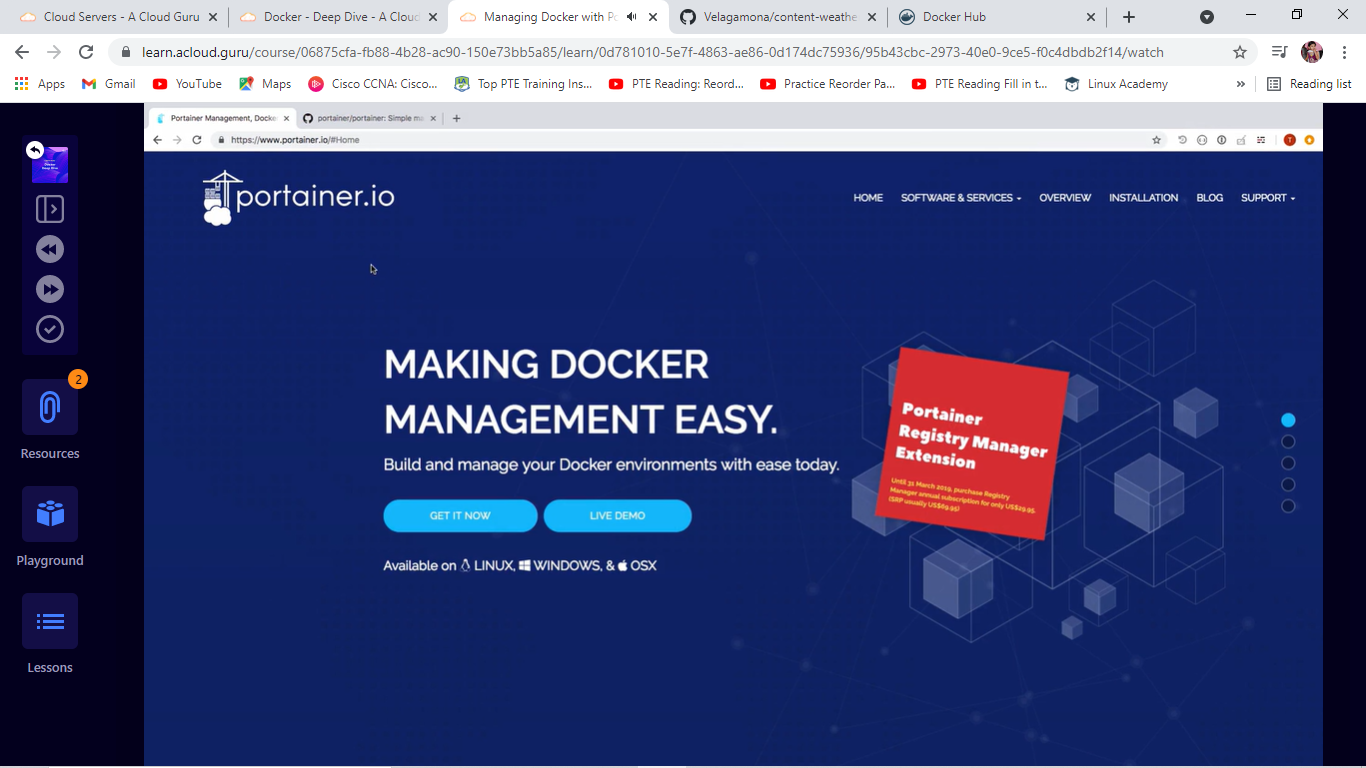 Cloud Servers - A Cloud Guru
Docker - Deep Dive - A Cloud
Managing Docker with Po
Velagamona/content-weathe
Docker Hub
learn.acloud.guru/course/06875cfa-fb88-4b28-ac90-150e73bb5a85/learn/0d781010-5e7f-4863-ae86-0d174dc75936/95b43cbc-2973-40e0-9ce5-f0c4dbdb2f14/watch
Apps
Gmail
YouTube
Maps
Cisco CCNA: Cisco...
Top PTE Training Ins...
PTE Reading: Reord...
Practice Reorder Pa...
PTE Reading Fill in t...
Linux Academy
»
Reading list
Portainer Management, Docke
portainer/portainer: Simple ma
https://www.portainer.io/#Home
Docker
Deep Dive
2
Resources
Playground
Lessons
portainer.io
HOME
SOFTWARE & SERVICES
OVERVIEW
INSTALLATION
BLOG
SUPPORT
MAKING DOCKER
MANAGEMENT EASY.
Build and manage your Docker environments with ease today.
GET IT NOW
LIVE DEMO
Available on LINUX, WINDOWS, & OSX
Portainer
Registry Manager
Extension
Until 31 March 2019, purchase Registry
Manager annual subscription for only US$29.95.
(SRP usually US$89.95)